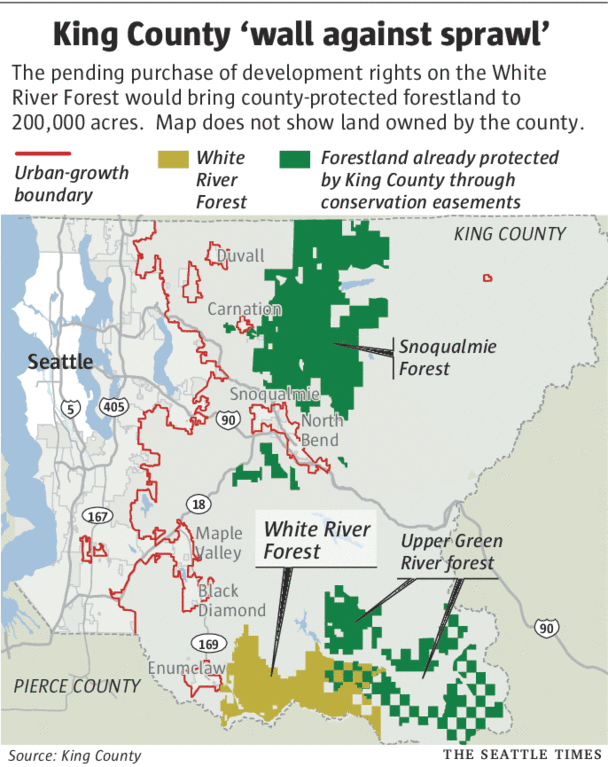 King County ‘wall against sprawl’
The pending purchase of development rights on the White
River Forest would bring county-protected forestland to
200,000 acres. Map does not show land owned by the county.
Urban-growth
boundary
White
River
Forest
Forestland already protected
by King County through
conservation easements
KING COUNTY
Duvall
Carnation
Snoqualmie
Forest
Seattle
Snoqualmie
5
405
90
North
Bend
18
167
White River
Forest
Maple
Valley
Upper Green
River forest
Black
Diamond
90
169
Enumclaw
PIERCE COUNTY
Source: King County
THE SEATTLE TIMES